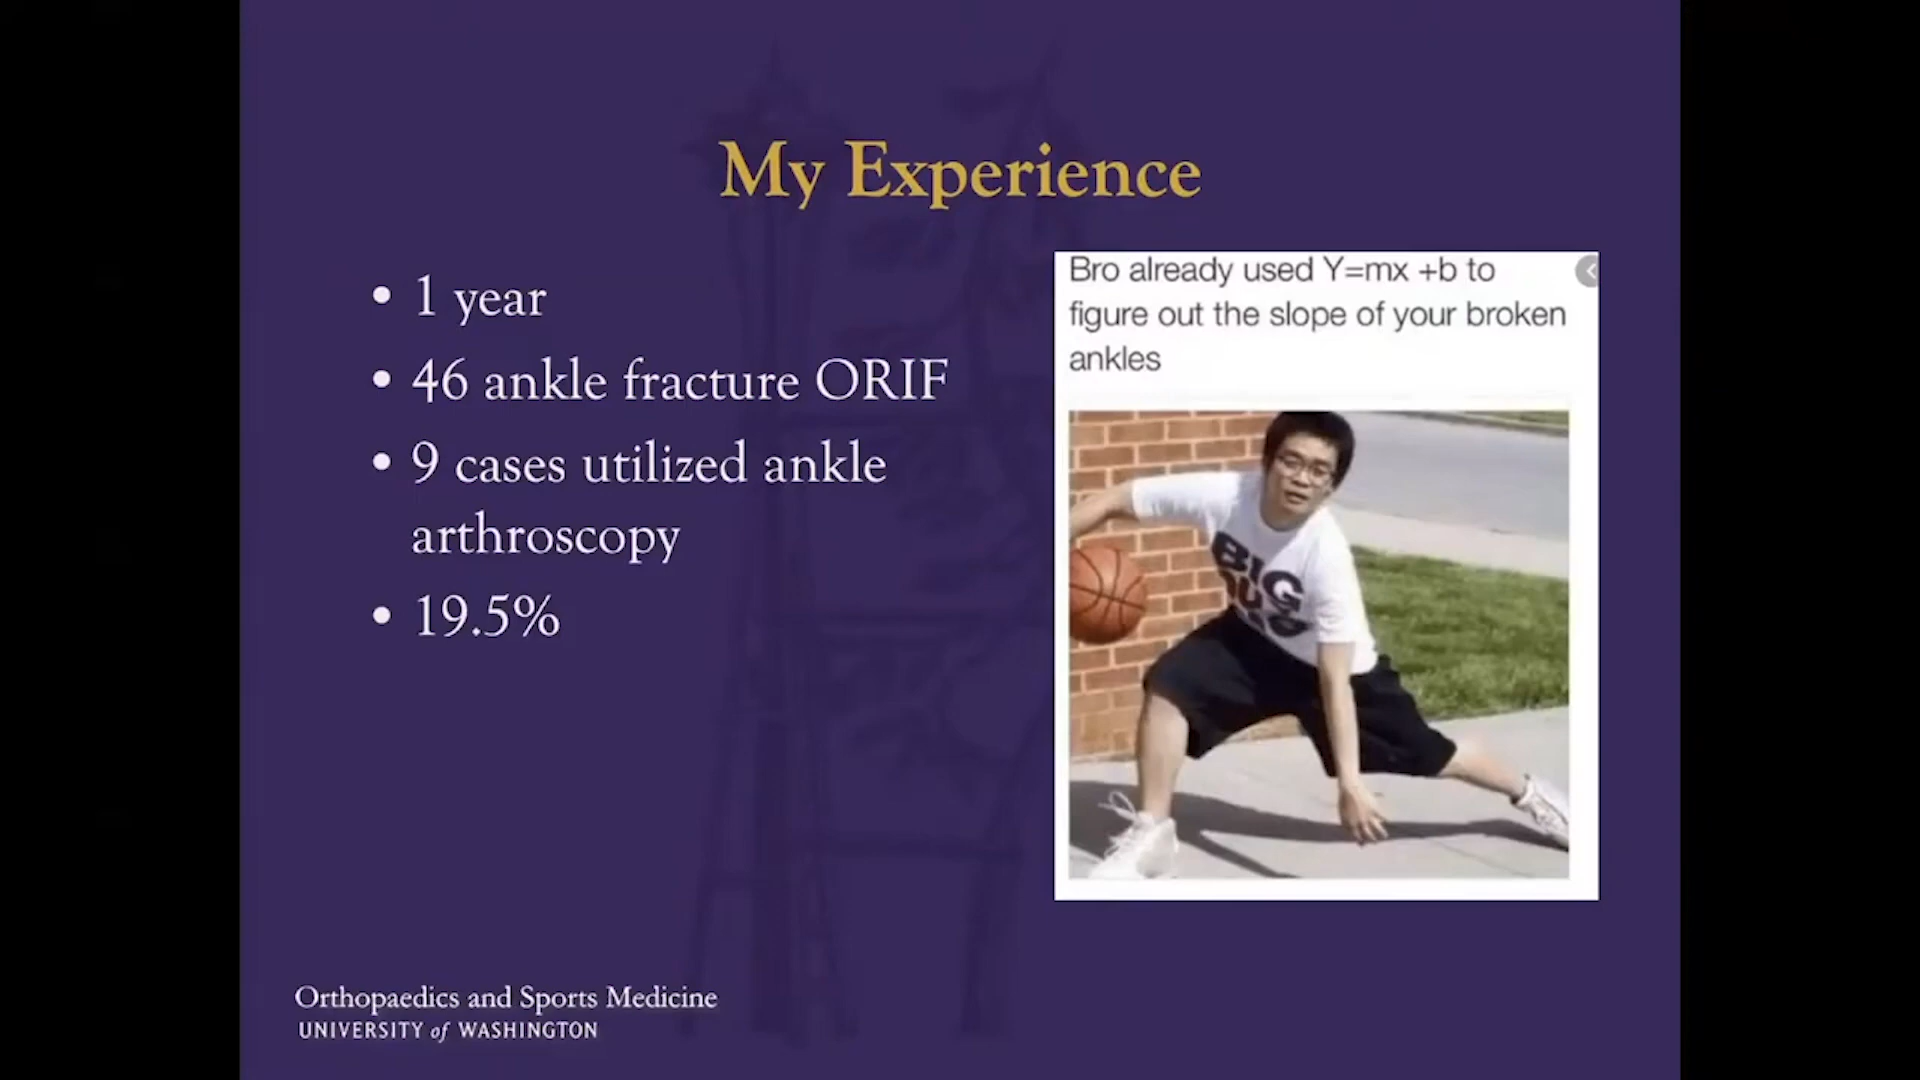 My Experience
• 1 year
• 46 ankle fracture ORIF
• 9 cases utilized ankle
arthroscopy
• 19.5%
Bro already used Y=mx +b to
figure out the slope of your broken
ankles
BIG
Orthopaedics and Sports Medicine
UNIVERSITY of WASHINGTON